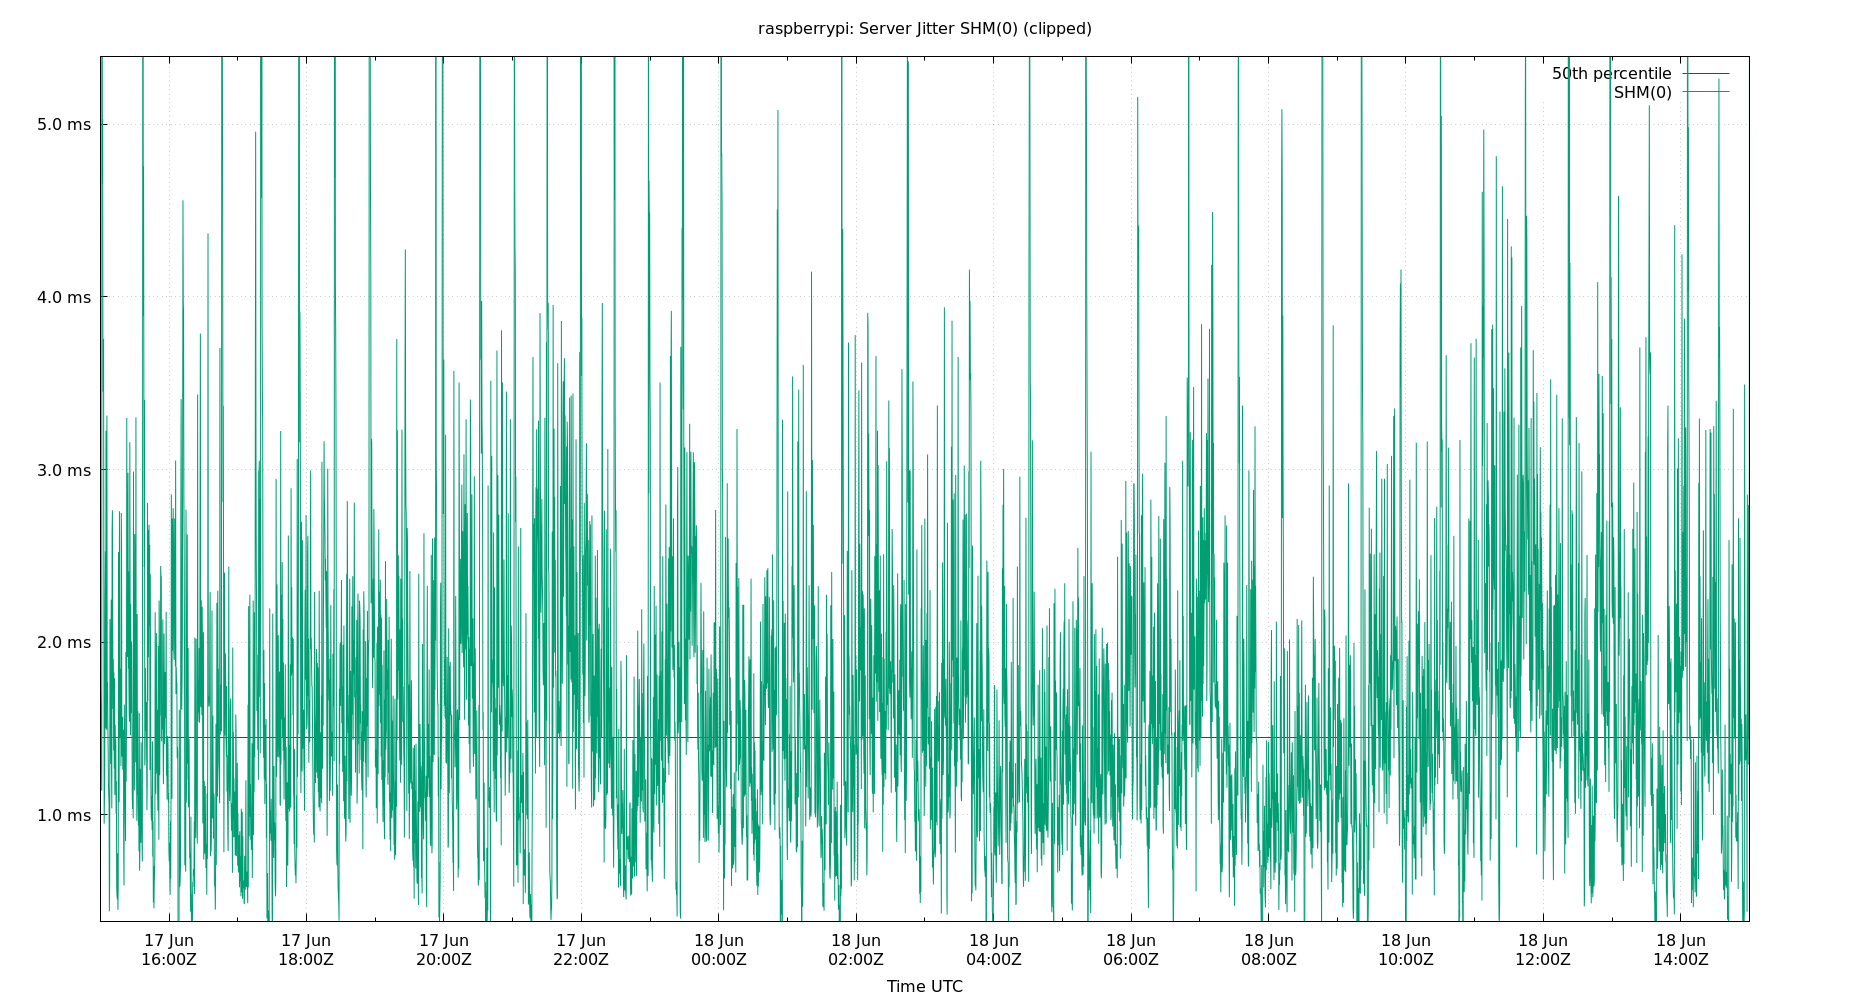 raspberrypi: Server Jitter SHM(0) (clipped)
50th percentile
SHM(0)
5.0 ms
4.0 ms
3.0 ms
2.0 ms
1.0 ms
17 Jun 17 Jun 17 Jun 17 Jun 18 Jun 18 Jun 18 Jun 18 Jun 18 Jun 18 Jun 18 Jun 18 Jun
16:00Z 18:00Z 20:00Z 22:00Z 00:00Z 02:00Z 04:00Z 06:00Z 08:00Z 10:00Z 12:00Z 14:00Z
Time UTC